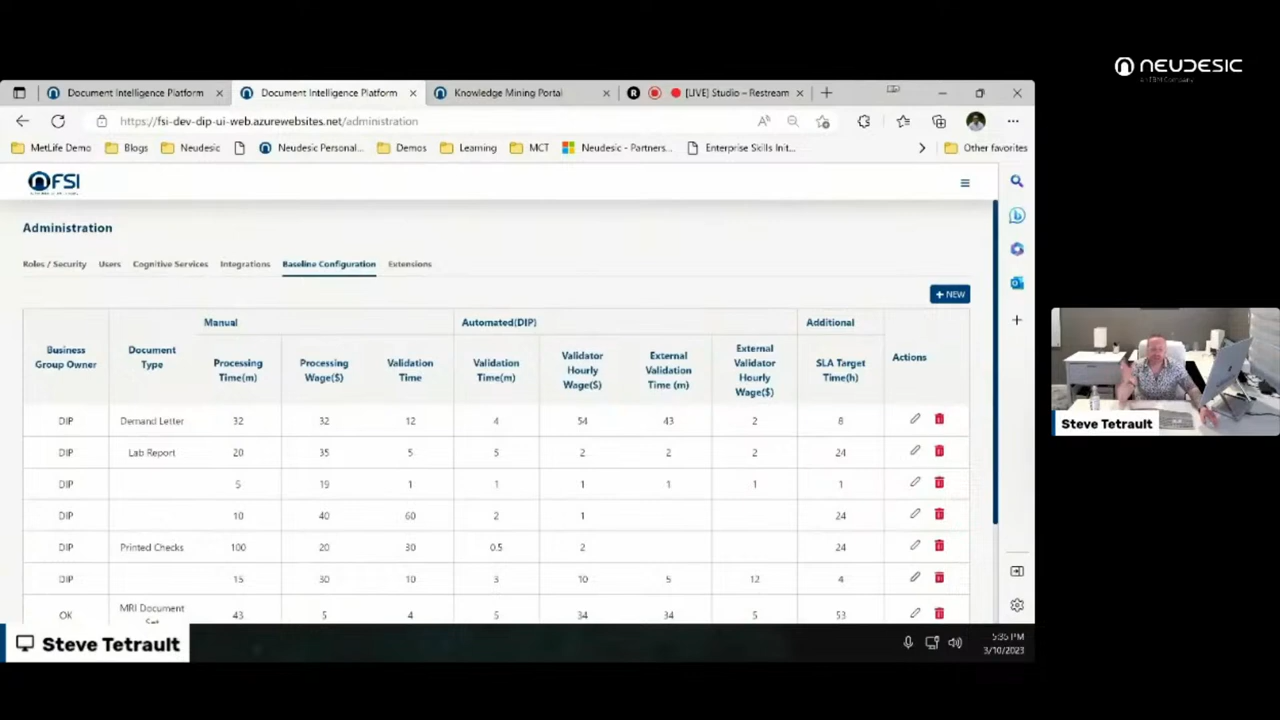 NEUDESIC
An IBM Company
Document Intelligence Platform
Document Intelligence Platform
Knowledge Mining Portal
[LIVE] Studio – Restream
https://fsi-dev-dip-ui-web.azurewebsites.net/administration
MetLife Demo
Blogs
Neudesic
Neudesic Personal...
Demos
Learning
MCT
Neudesic - Partners...
Enterprise Skills Init...
Other favorites
FSI
Administration
Roles / Security Users Cognitive Services Integrations Baseline Configuration Extensions
+ NEW
Manual Automated(DIP) Additional
Business Group Owner
Document Type
Processing Time(m)
Processing Wage($)
Validation Time
Validation Time(m)
Validator Hourly Wage($)
External Validation Time (m)
External Validator Hourly Wage($)
SLA Target Time(h)
Actions
DIP Demand Letter 32 32 12 4 54 43 2 8
DIP Lab Report 20 35 5 5 2 2 2 24
DIP 5 19 1 1 1 1 1 1
DIP 10 40 60 2 1 24
DIP Printed Checks 100 20 30 0.5 2 24
DIP 15 30 10 3 10 5 12 4
OK MRI Document Set 43 5 4 5 34 34 5 53
Steve Tetrault
Steve Tetrault
5:35 PM
3/10/2023